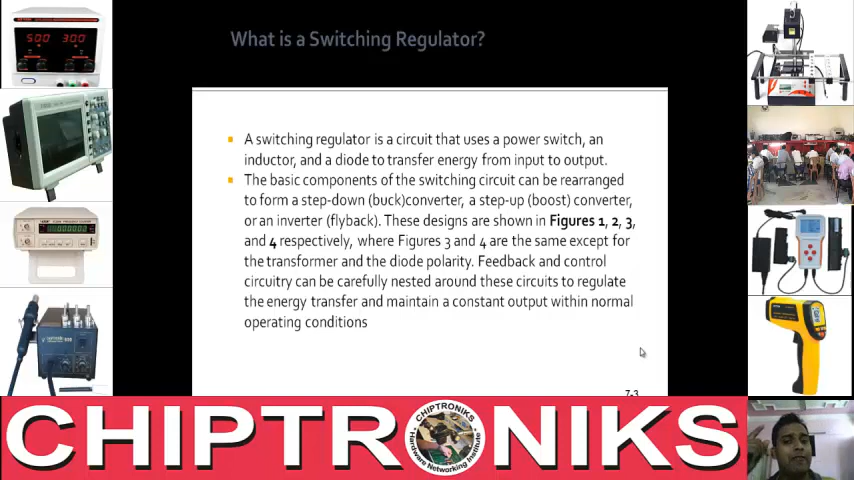 What is a Switching Regulator?
A switching regulator is a circuit that uses a power switch, an
inductor, and a diode to transfer energy from input to output.
The basic components of the switching circuit can be rearranged
to form a step-down (buck)converter, a step-up (boost) converter,
or an inverter (flyback). These designs are shown in Figures 1, 2, 3,
and 4 respectively, where Figures 3 and 4 are the same except for
the transformer and the diode polarity. Feedback and control
circuitry can be carefully nested around these circuits to regulate
the energy transfer and maintain a constant output within normal
operating conditions
7-3
CHIPTRONIKS
CHIPTRONIKS
Hardware Networking Institute
500 300